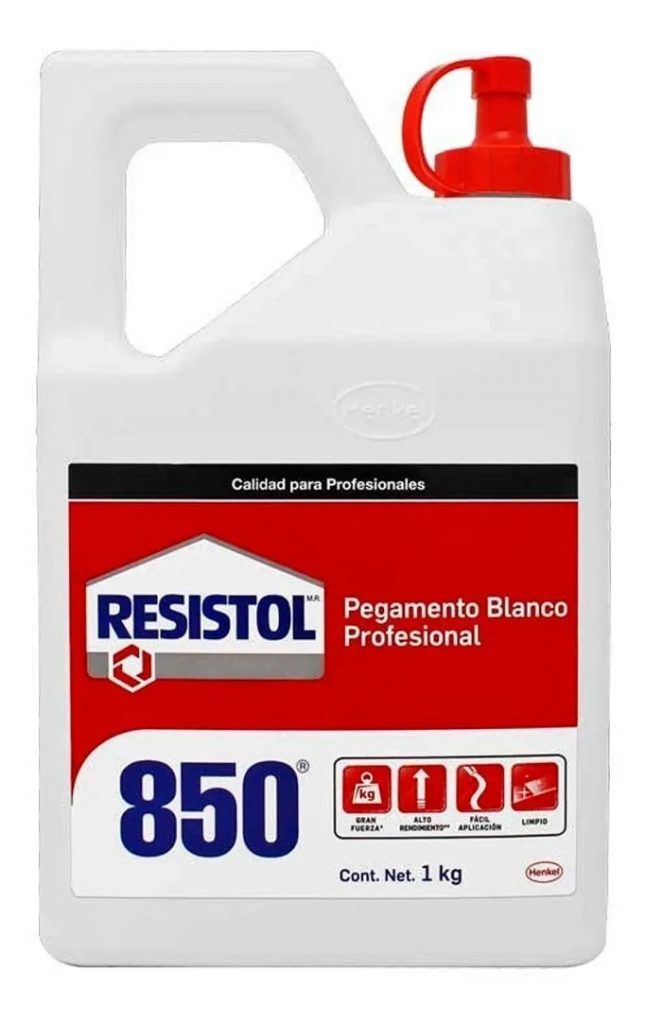 Henkel
Calidad para Profesionales
RESISTOL M.R.
Pegamento Blanco
Profesional
850®
kg
GRAN
FUERZA*
ALTO
RENDIMIENTO**
FÁCIL
APLICACIÓN
LIMPIO
Cont. Net. 1 kg
Henkel